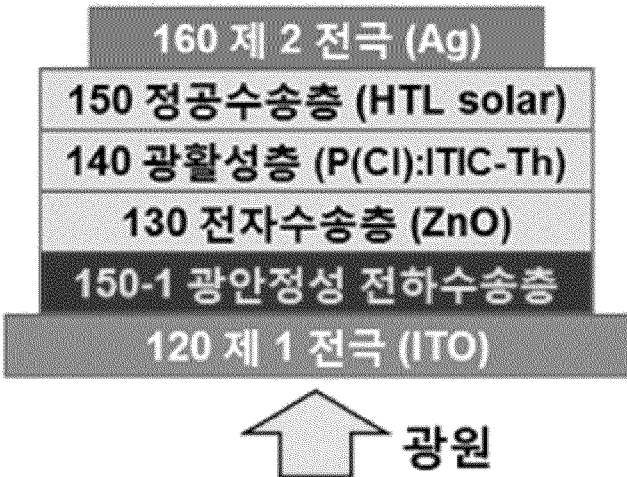 160 제 2 전극 (Ag)
150 정공수송층 (HTL solar)
140 광활성층 (P(Cl):ITIC-Th)
130 전자수송층 (ZnO)
150-1 광안정성 전하수송층
120 제 1 전극 (ITO)
광원